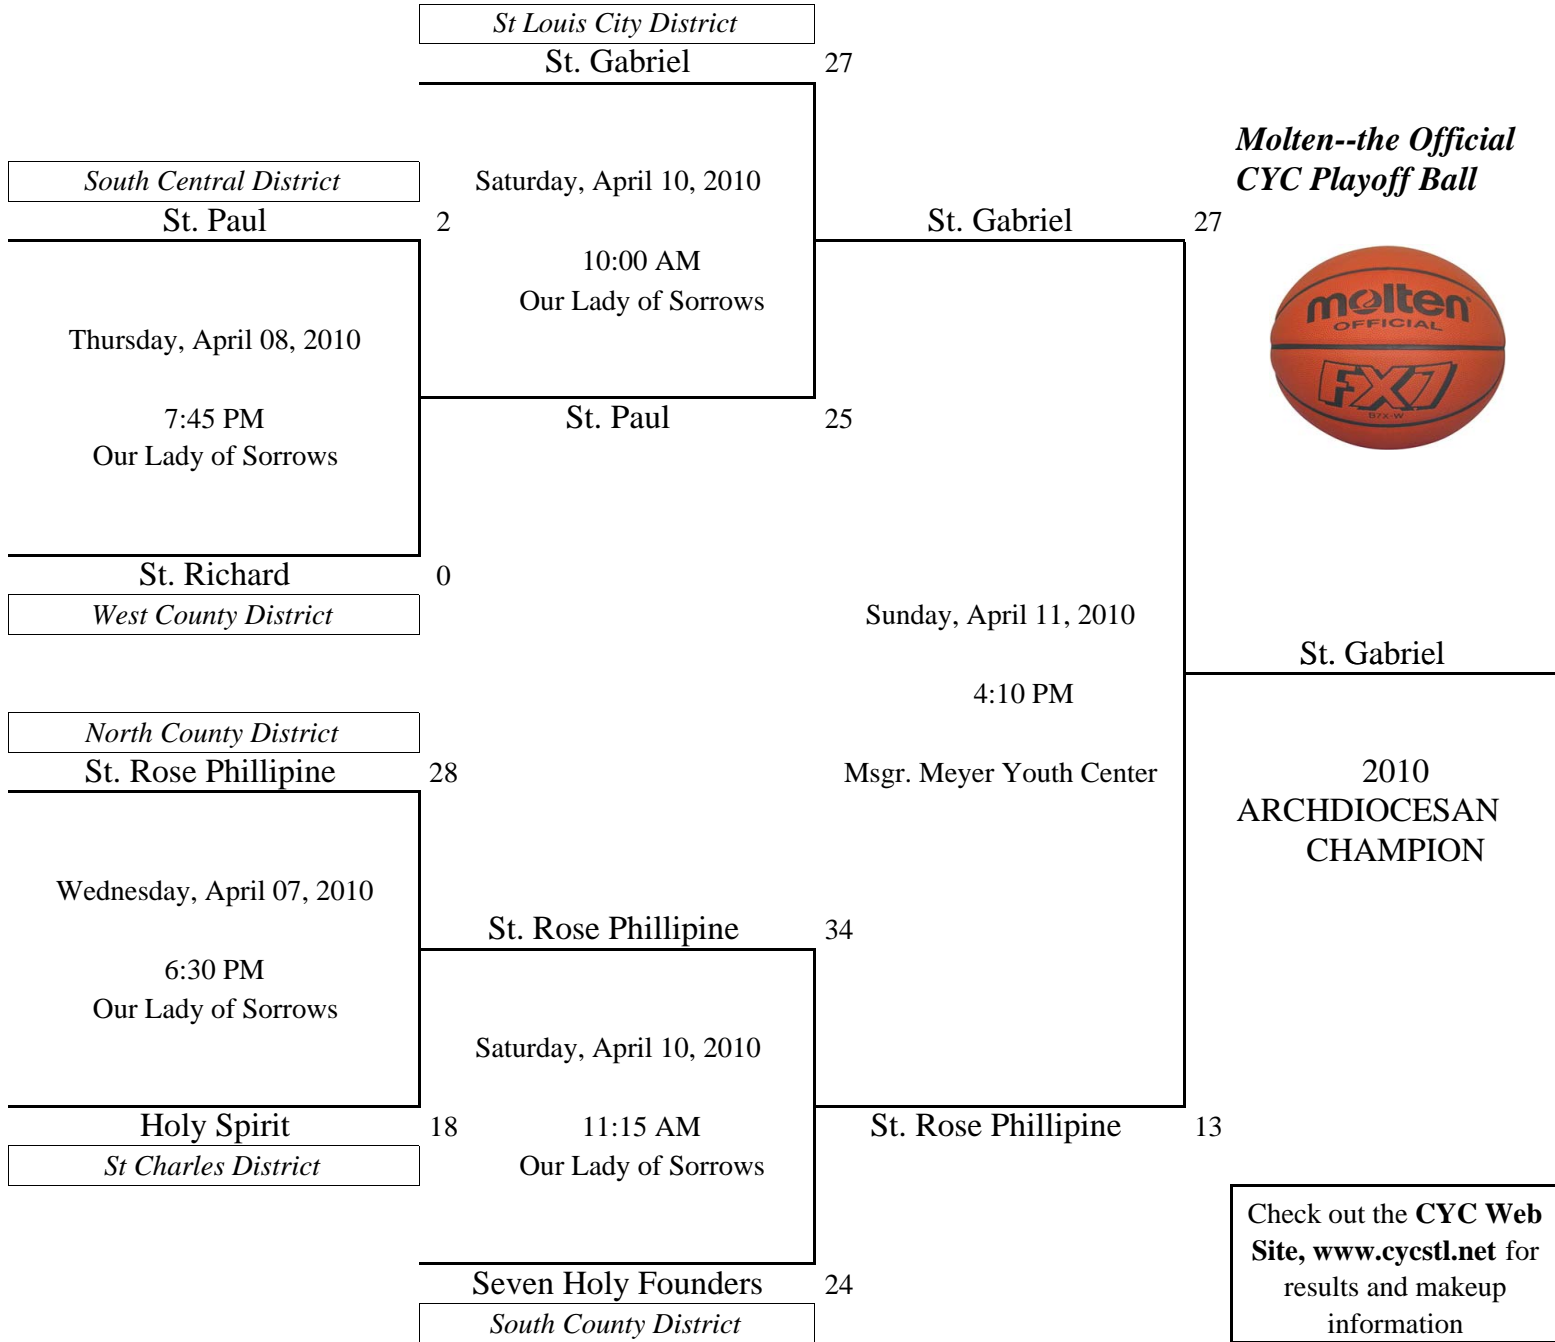 St Louis City District
St. Gabriel 27
Molten--the Official
CYC Playoff Ball
South Central District
St. Paul 2
Saturday, April 10, 2010
10:00 AM
Our Lady of Sorrows
St. Gabriel 27
molten
OFFICIAL
FX7
B7X-W
Thursday, April 08, 2010
7:45 PM
Our Lady of Sorrows
St. Paul 25
St. Richard 0
West County District
Sunday, April 11, 2010
4:10 PM
Msgr. Meyer Youth Center
St. Gabriel
2010
ARCHDIOCESAN
CHAMPION
North County District
St. Rose Phillipine 28
Wednesday, April 07, 2010
6:30 PM
Our Lady of Sorrows
St. Rose Phillipine 34
Saturday, April 10, 2010
11:15 AM
Our Lady of Sorrows
Holy Spirit 18
St Charles District
St. Rose Phillipine 13
Seven Holy Founders 24
South County District
Check out the CYC Web
Site, www.cycstl.net for
results and makeup
information